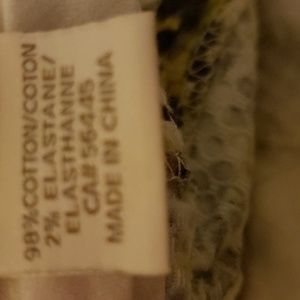 98%COTTON/COTON
2% ELASTANE/
ELASTHANNE
CA# 56445
MADE IN CHINA